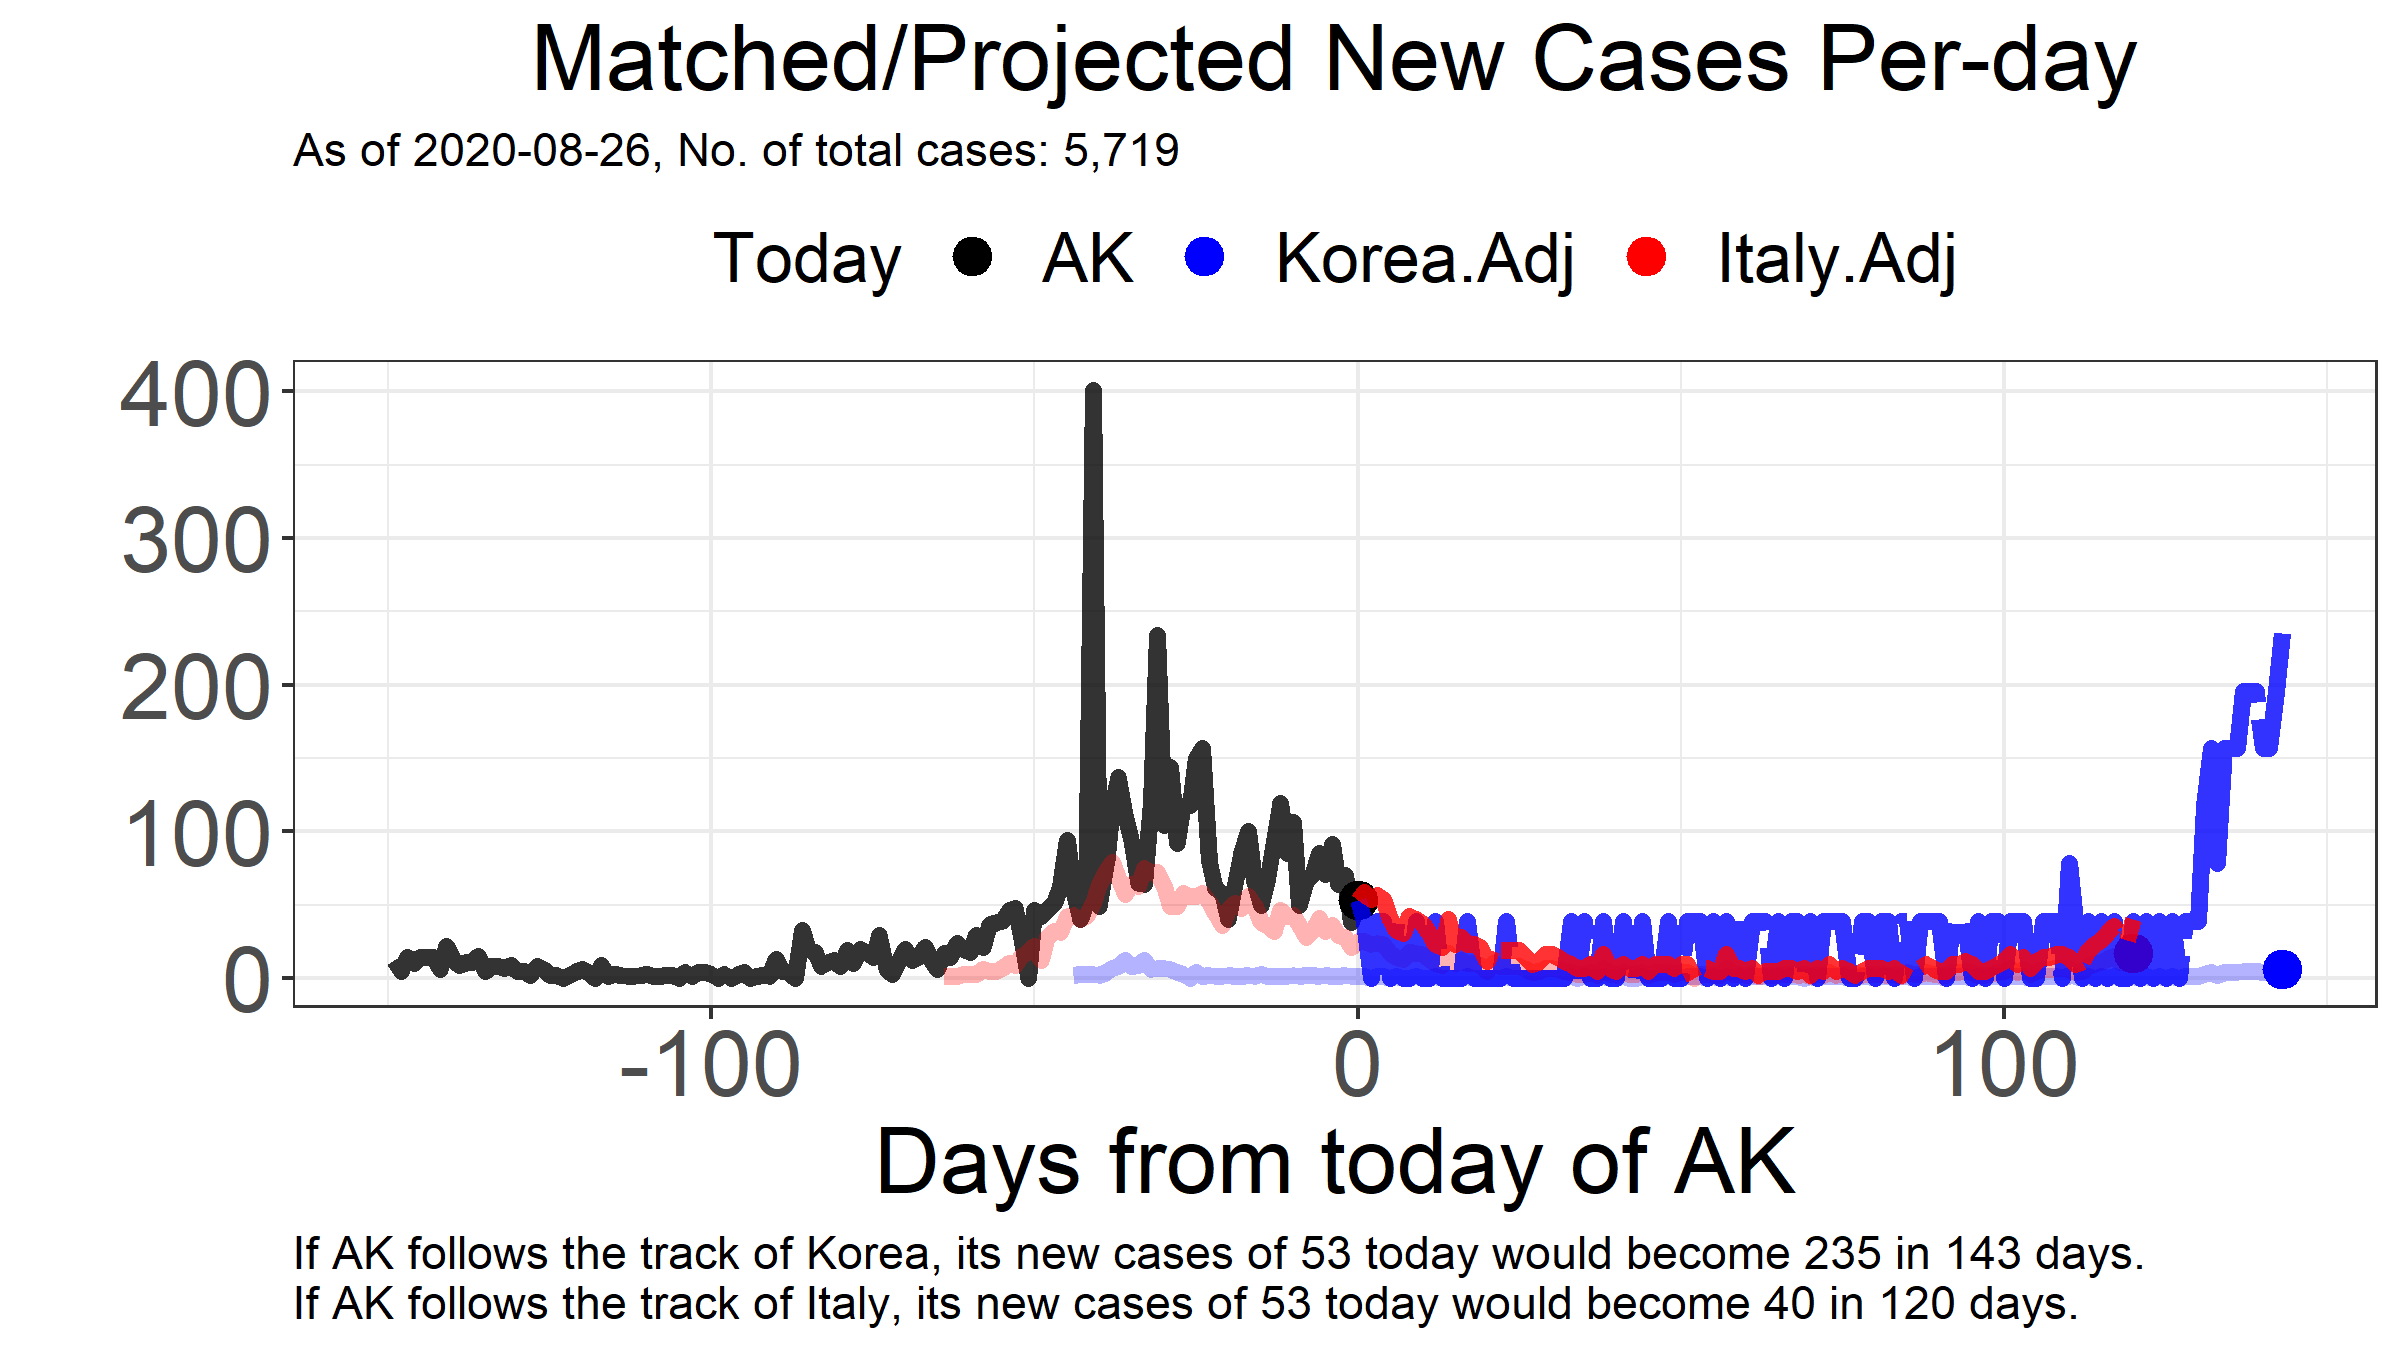 Matched/Projected New Cases Per-day
As of 2020-08-26, No. of total cases: 5,719
Today AK Korea.Adj Italy.Adj
400
300
200
100
0
-100 0 100
Days from today of AK
If AK follows the track of Korea, its new cases of 53 today would become 235 in 143 days.
If AK follows the track of Italy, its new cases of 53 today would become 40 in 120 days.